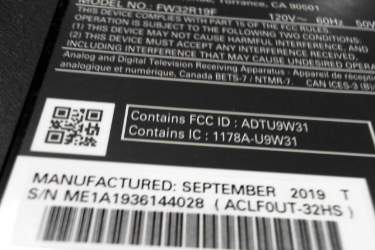 Torrance, CA 90501
MODEL NO.: FW32R19F 120V~ 60Hz 50W
DEVICE COMPLIES WITH PART 15 OF FCC RULES.
OPERATION IS SUBJECT TO THE FOLLOWING TWO CONDITIONS:
(1) THIS DEVICE MAY NOT CAUSE HARMFUL INTERFERENCE, AND
(2) THIS DEVICE MUST ACCEPT ANY INTERFERENCE RECEIVED,
INCLUDING INTERFERENCE THAT MAY CAUSE UNDESIRED OPERA
Analog and Digital Television Receiving Apparatus - Appareil de récept
analogique et numérique, Canada BETS-7 / NTMR-7. CAN ICES-3 (B)
Contains FCC ID : ADTU9W31
Contains IC : 1178A-U9W31
MANUFACTURED: SEPTEMBER 2019 T
S/N ME1A1936144028 ( ACLF0UT-32HS )